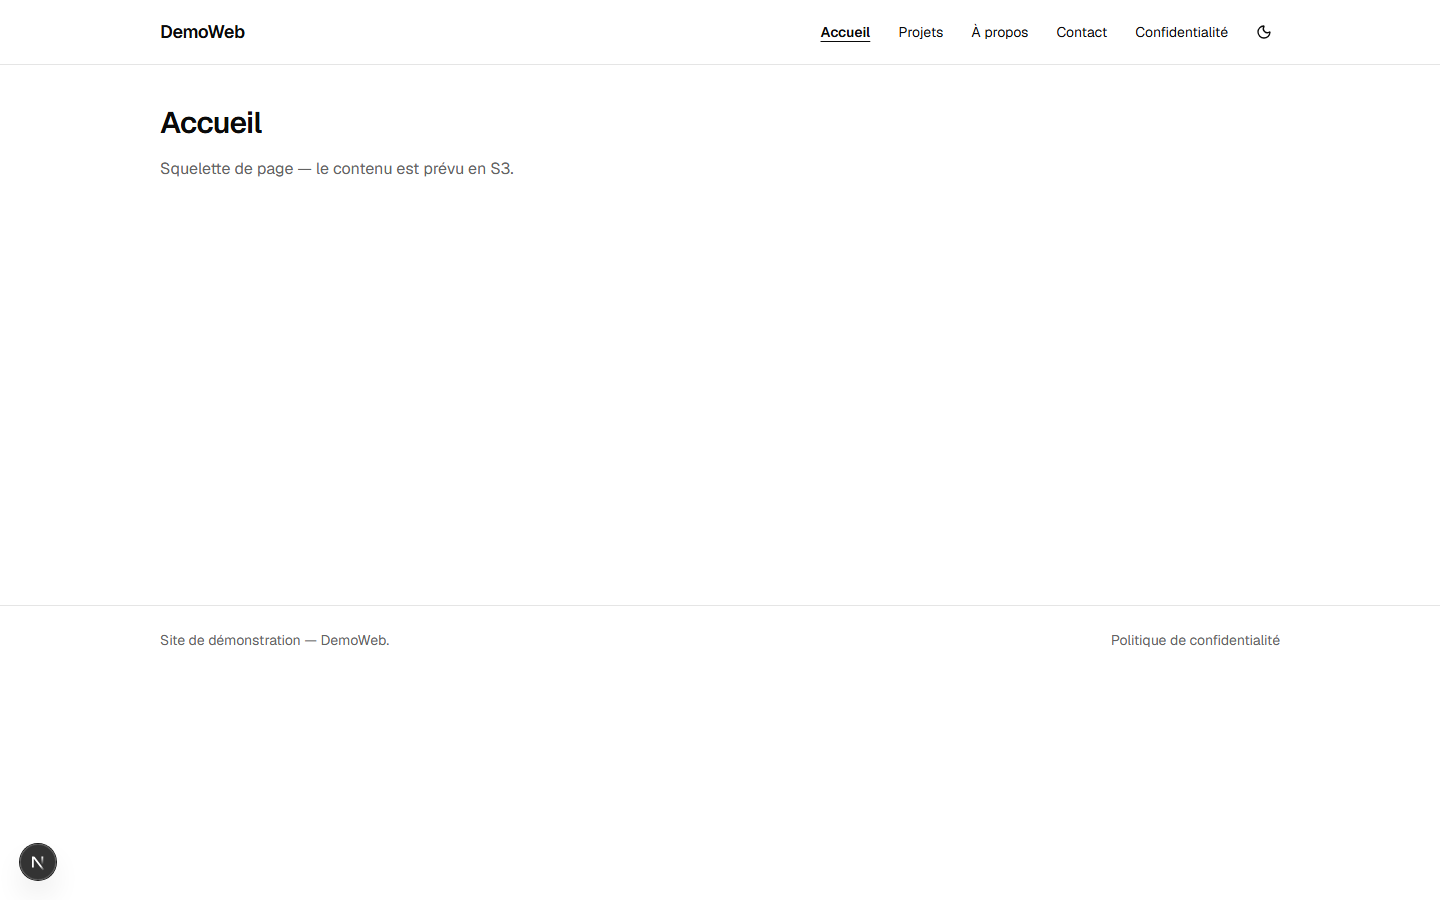 DemoWeb
Accueil Projets À propos Contact Confidentialité
Accueil
Squelette de page — le contenu est prévu en S3.
Site de démonstration — DemoWeb.
Politique de confidentialité
N